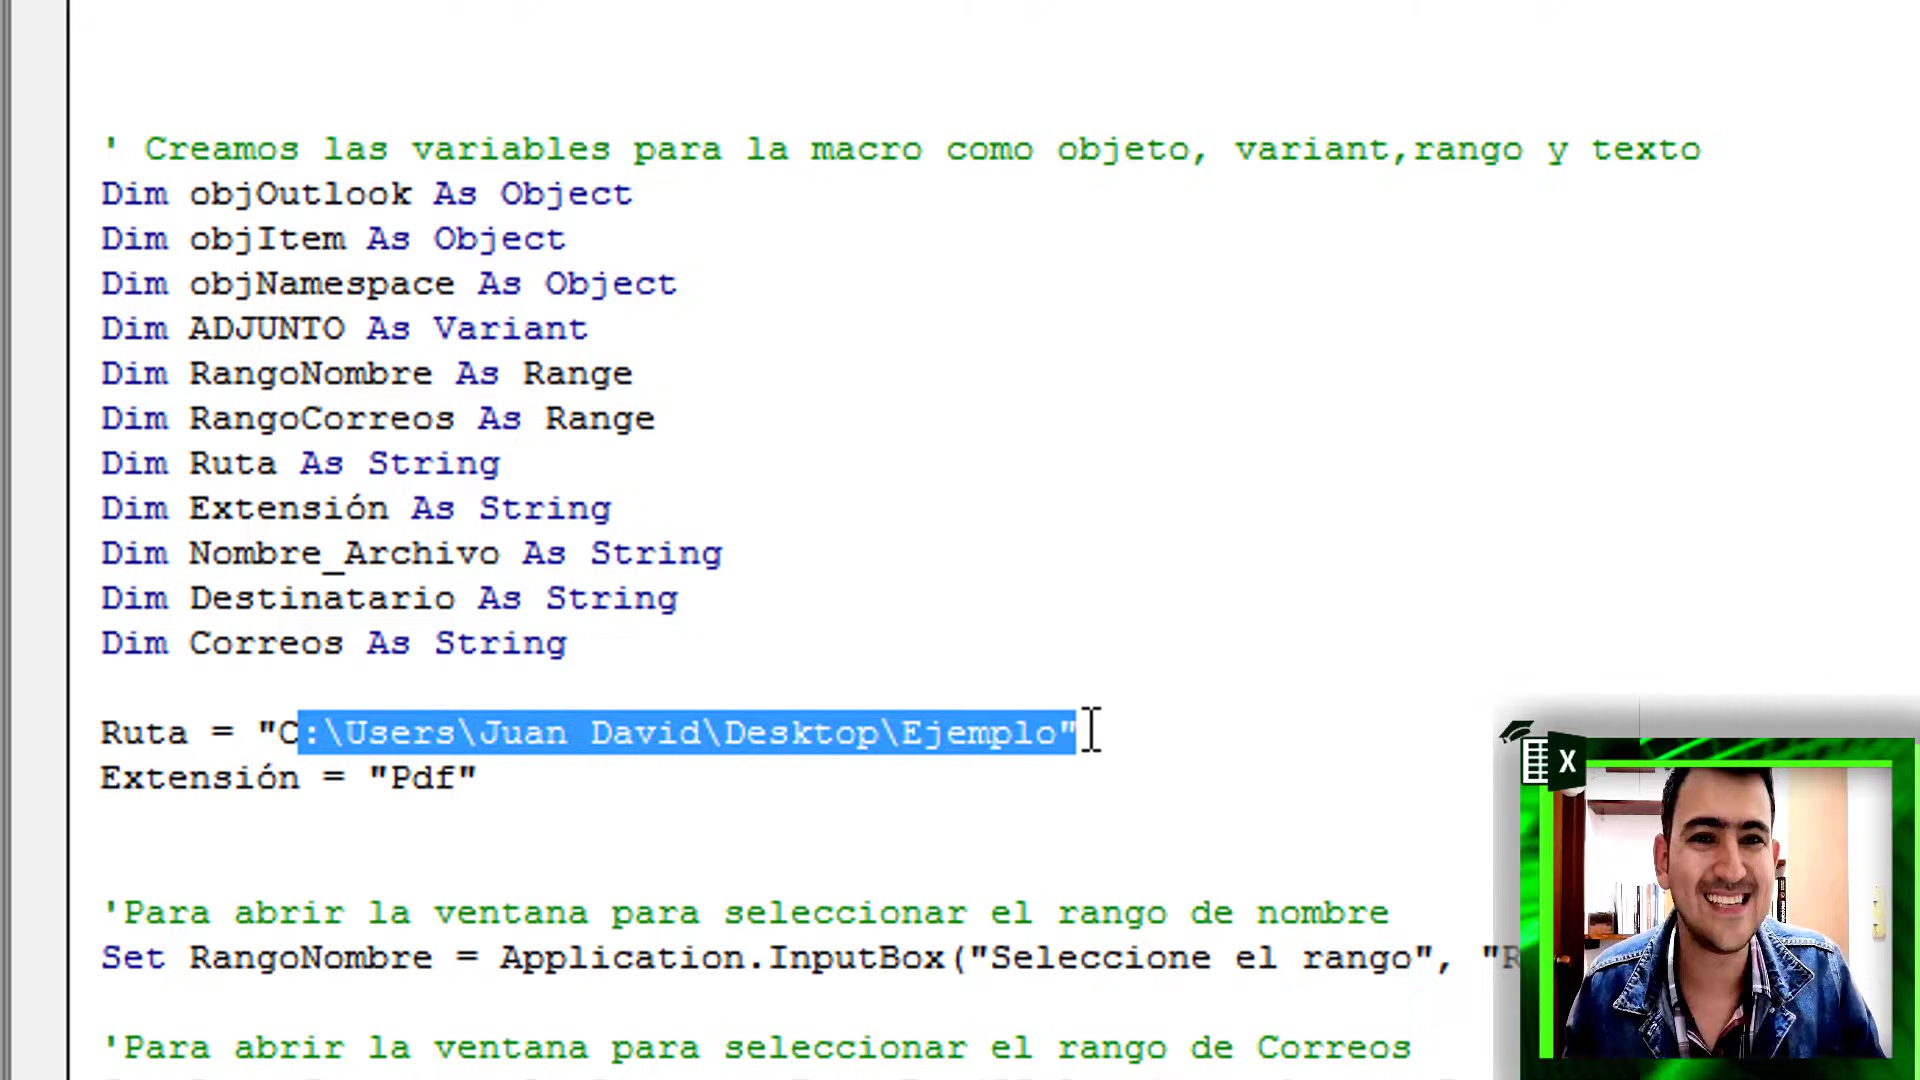 ' Creamos las variables para la macro como objeto, variant,rango y texto
Dim objOutlook As Object
Dim objItem As Object
Dim objNamespace As Object
Dim ADJUNTO As Variant
Dim RangoNombre As Range
Dim RangoCorreos As Range
Dim Ruta As String
Dim Extensión As String
Dim Nombre_Archivo As String
Dim Destinatario As String
Dim Correos As String
Ruta = "C:\Users\Juan David\Desktop\Ejemplo"
Extensión = "Pdf"
'Para abrir la ventana para seleccionar el rango de nombre
Set RangoNombre = Application.InputBox("Seleccione el rango", "R
'Para abrir la ventana para seleccionar el rango de Correos
X